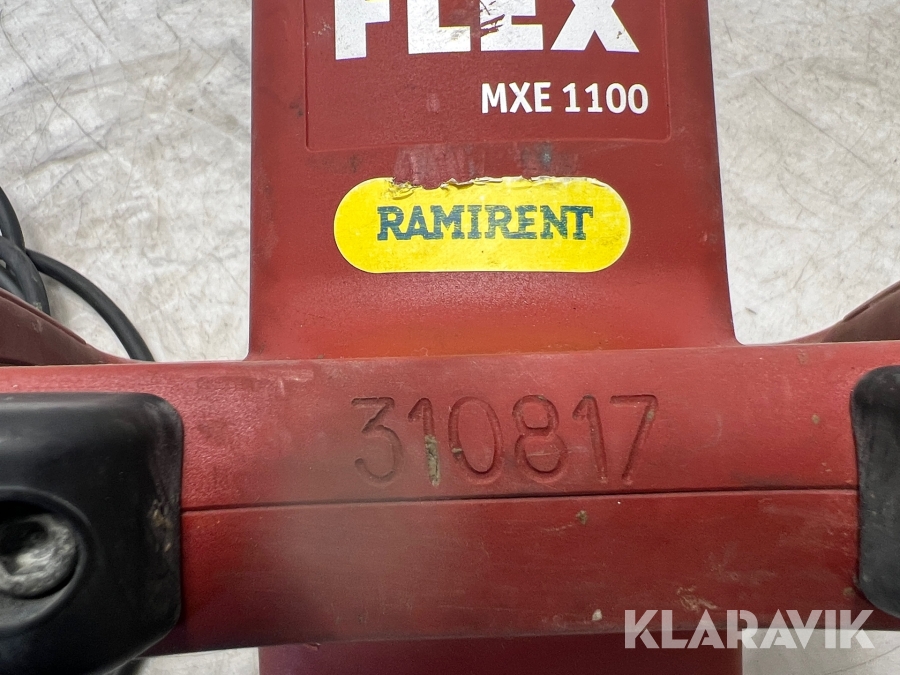 FLEX
MXE 1100
RAMIRENT
310817
KLARAVIK